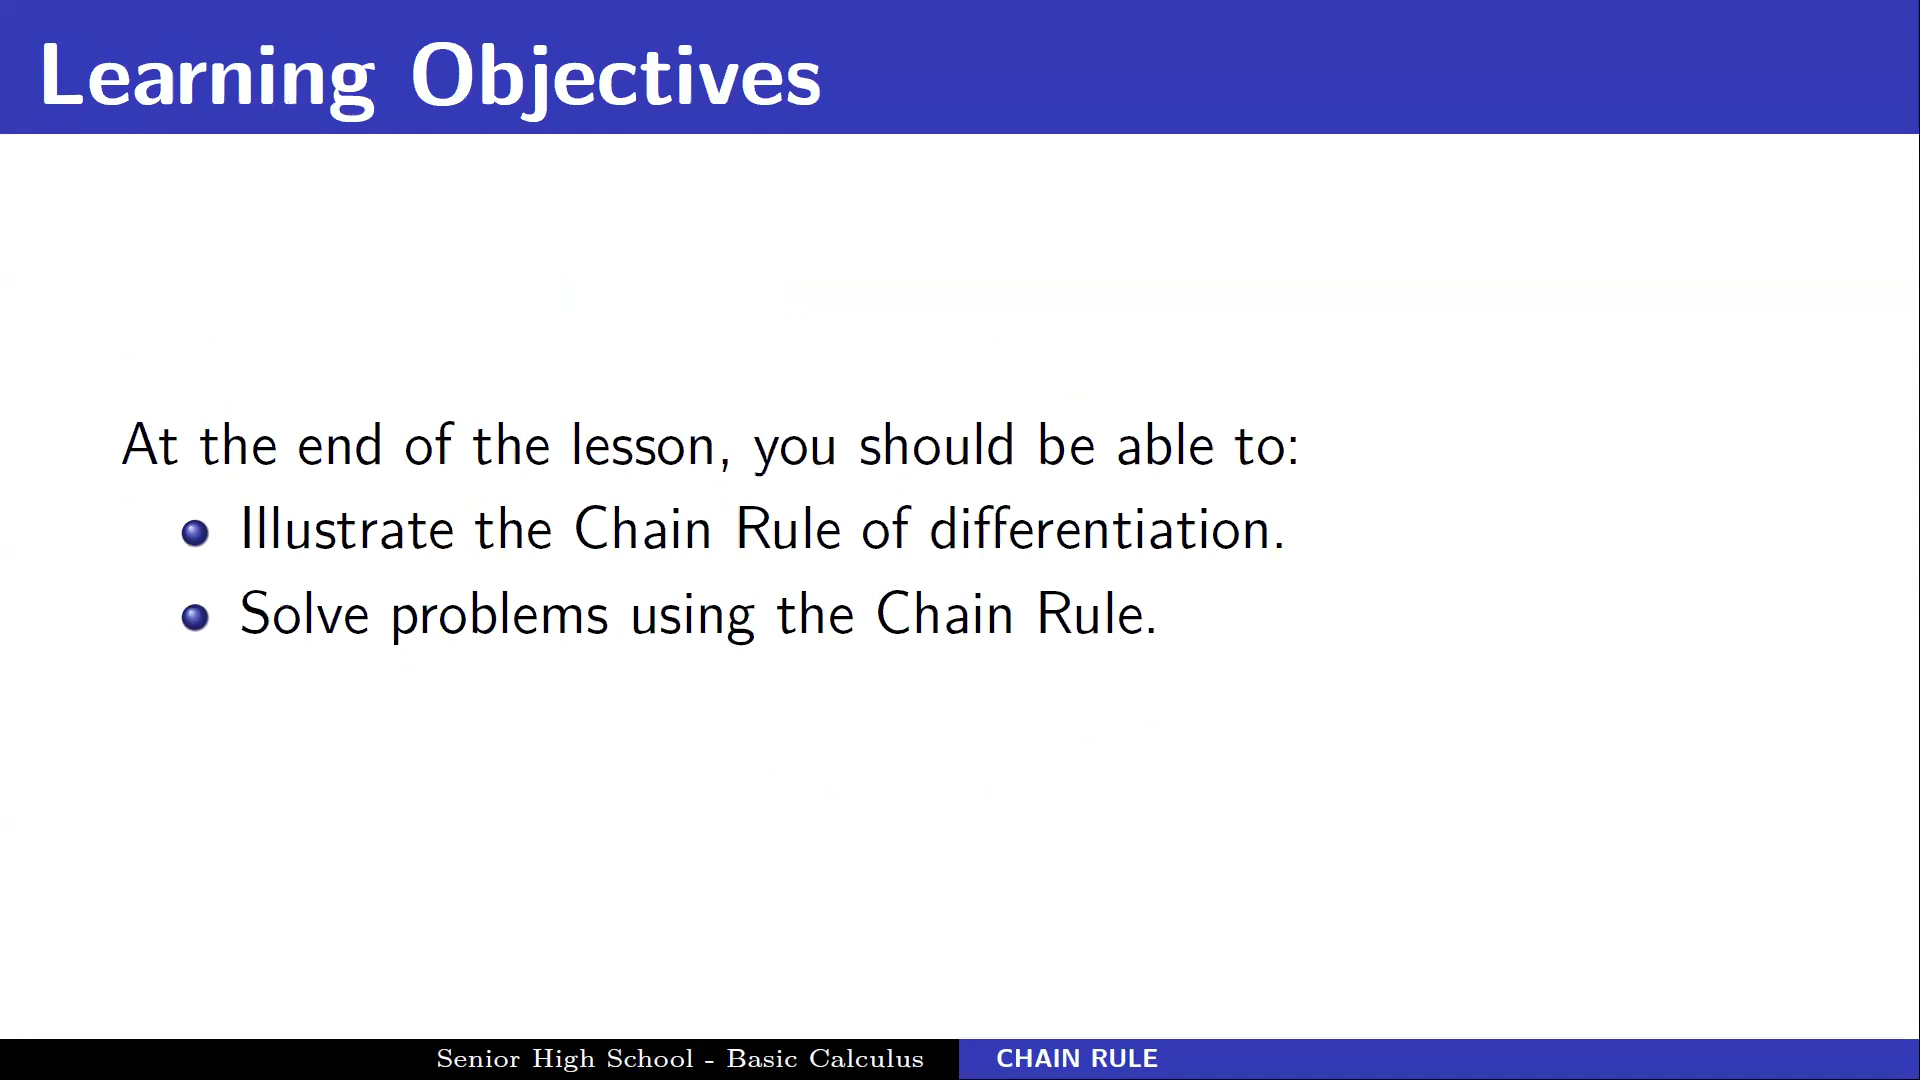 Learning Objectives
At the end of the lesson, you should be able to:
Illustrate the Chain Rule of differentiation.
Solve problems using the Chain Rule.
Senior High School - Basic Calculus
CHAIN RULE